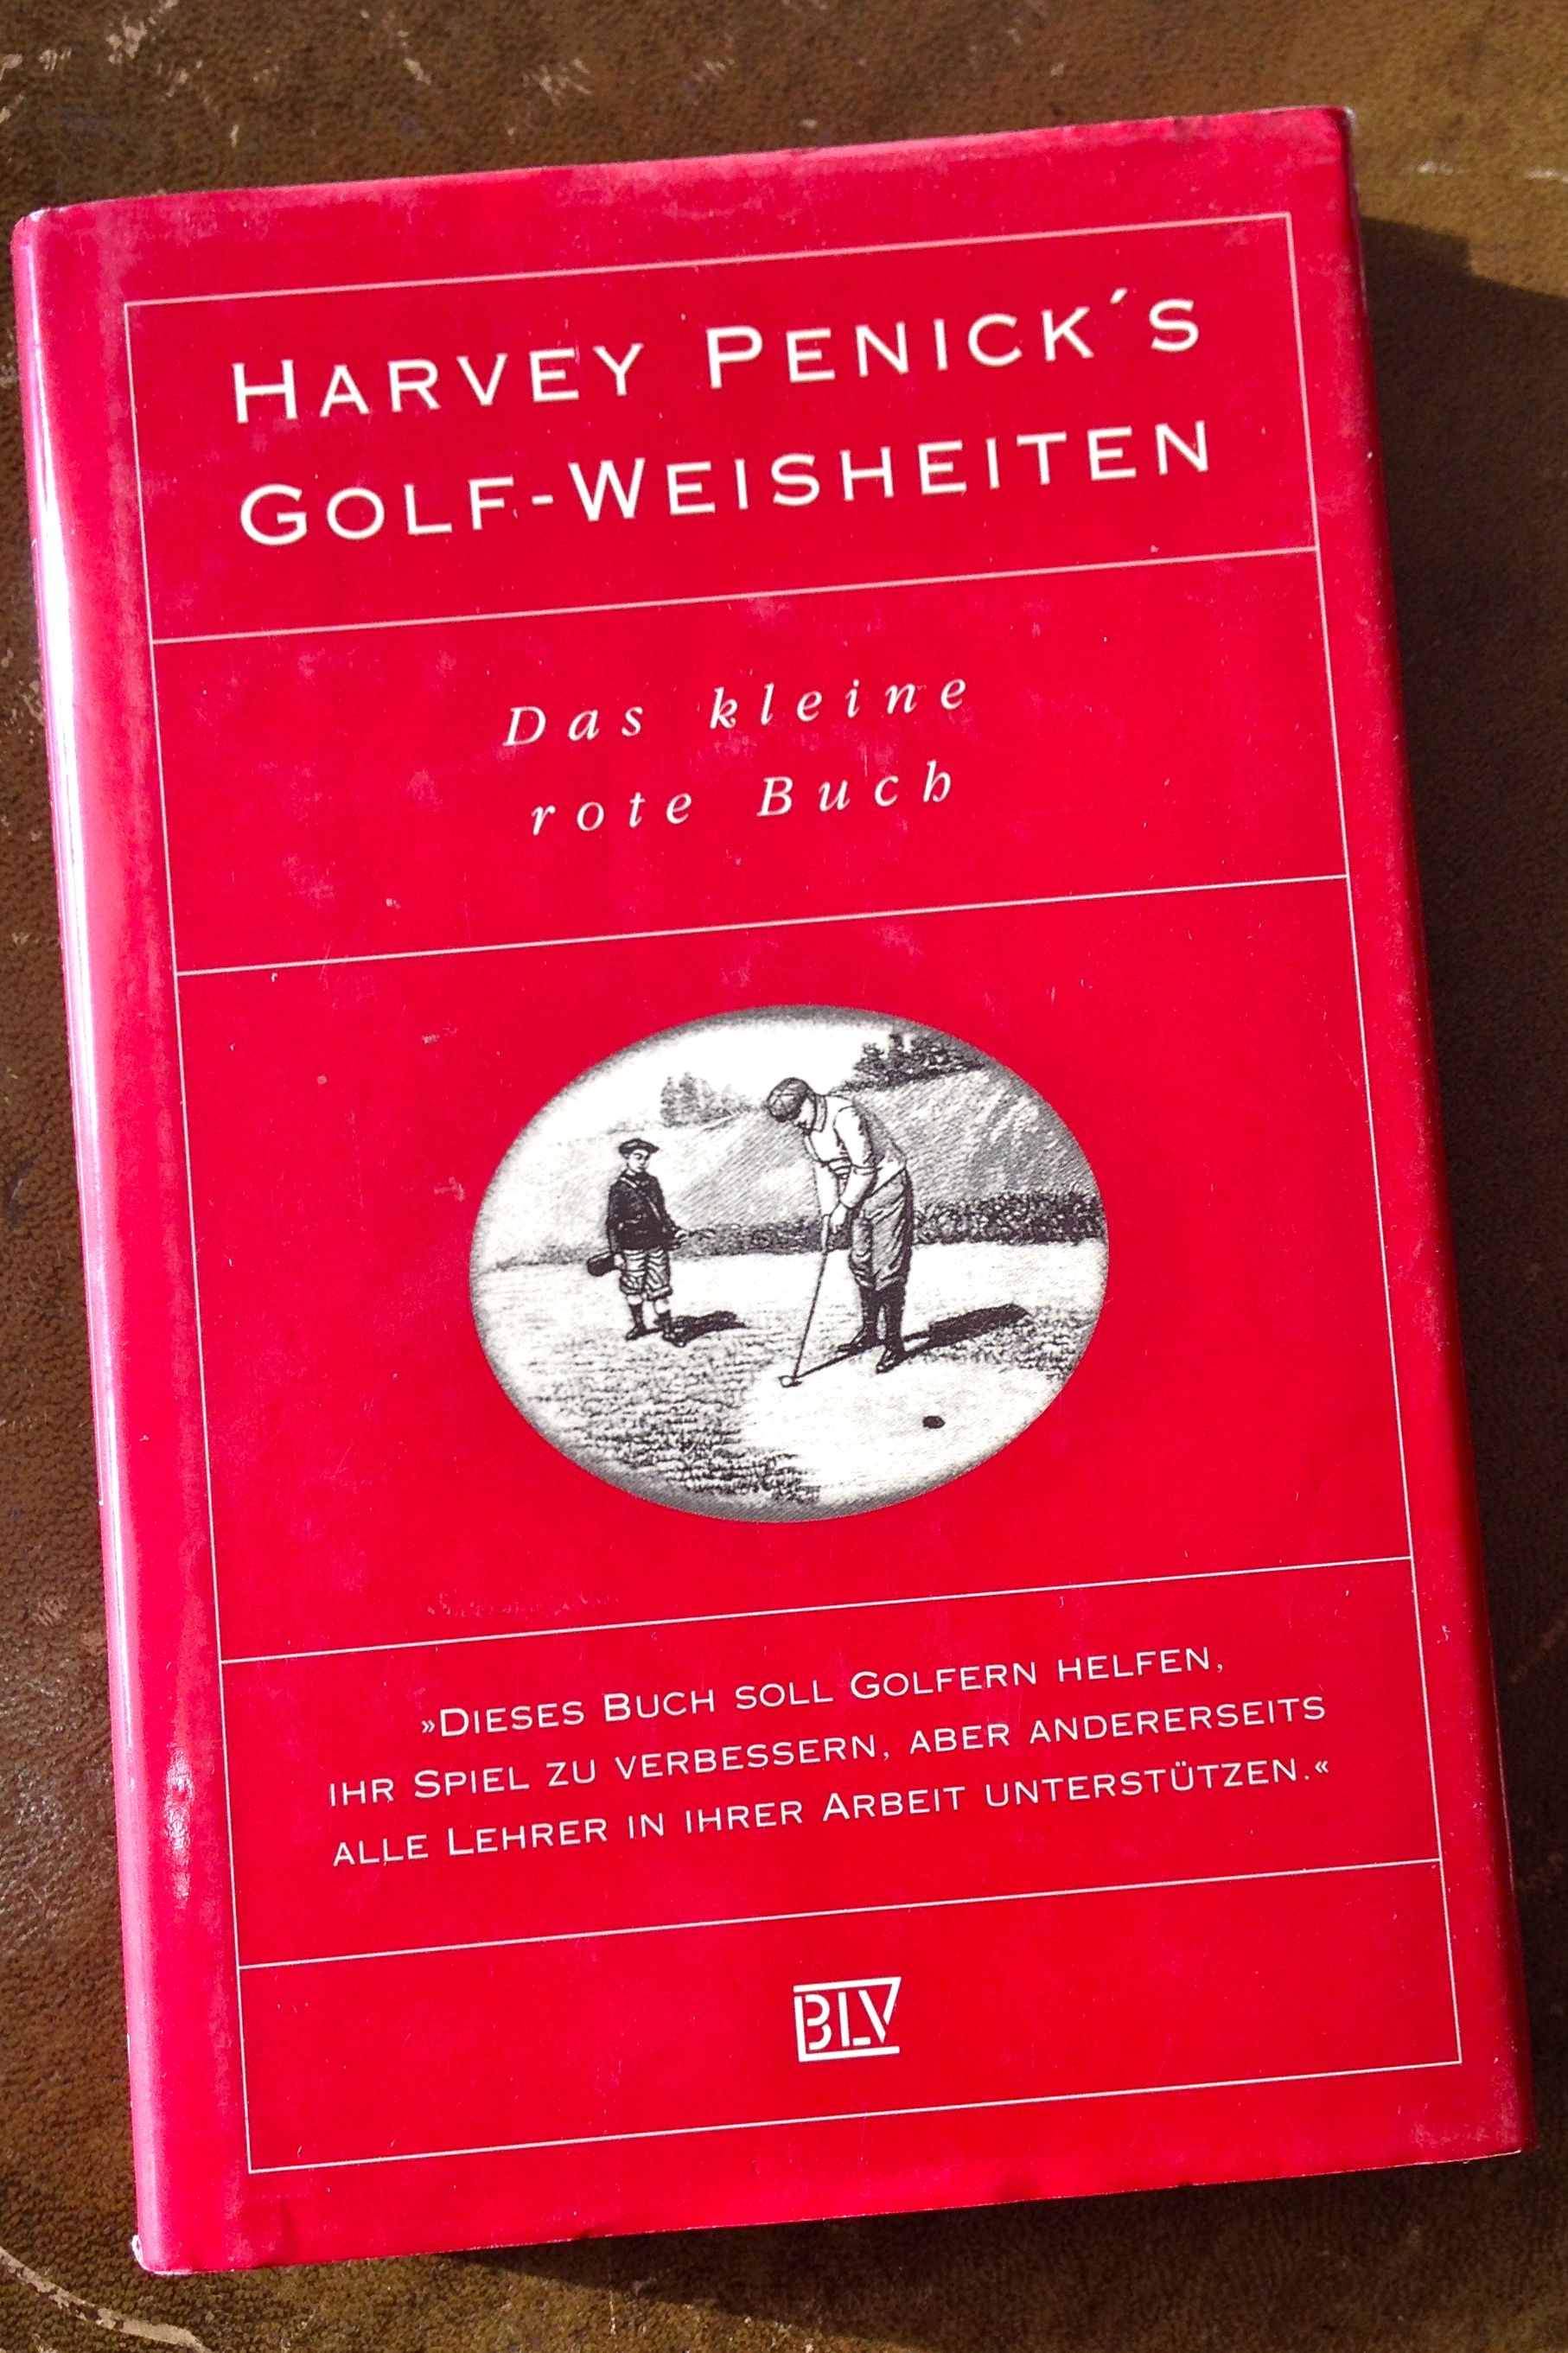 HARVEY PENICK´S
GOLF-WEISHEITEN
Das kleine
rote Buch
»DIESES BUCH SOLL GOLFERN HELFEN,
IHR SPIEL ZU VERBESSERN, ABER ANDERERSEITS
ALLE LEHRER IN IHRER ARBEIT UNTERSTÜTZEN.«
BLV